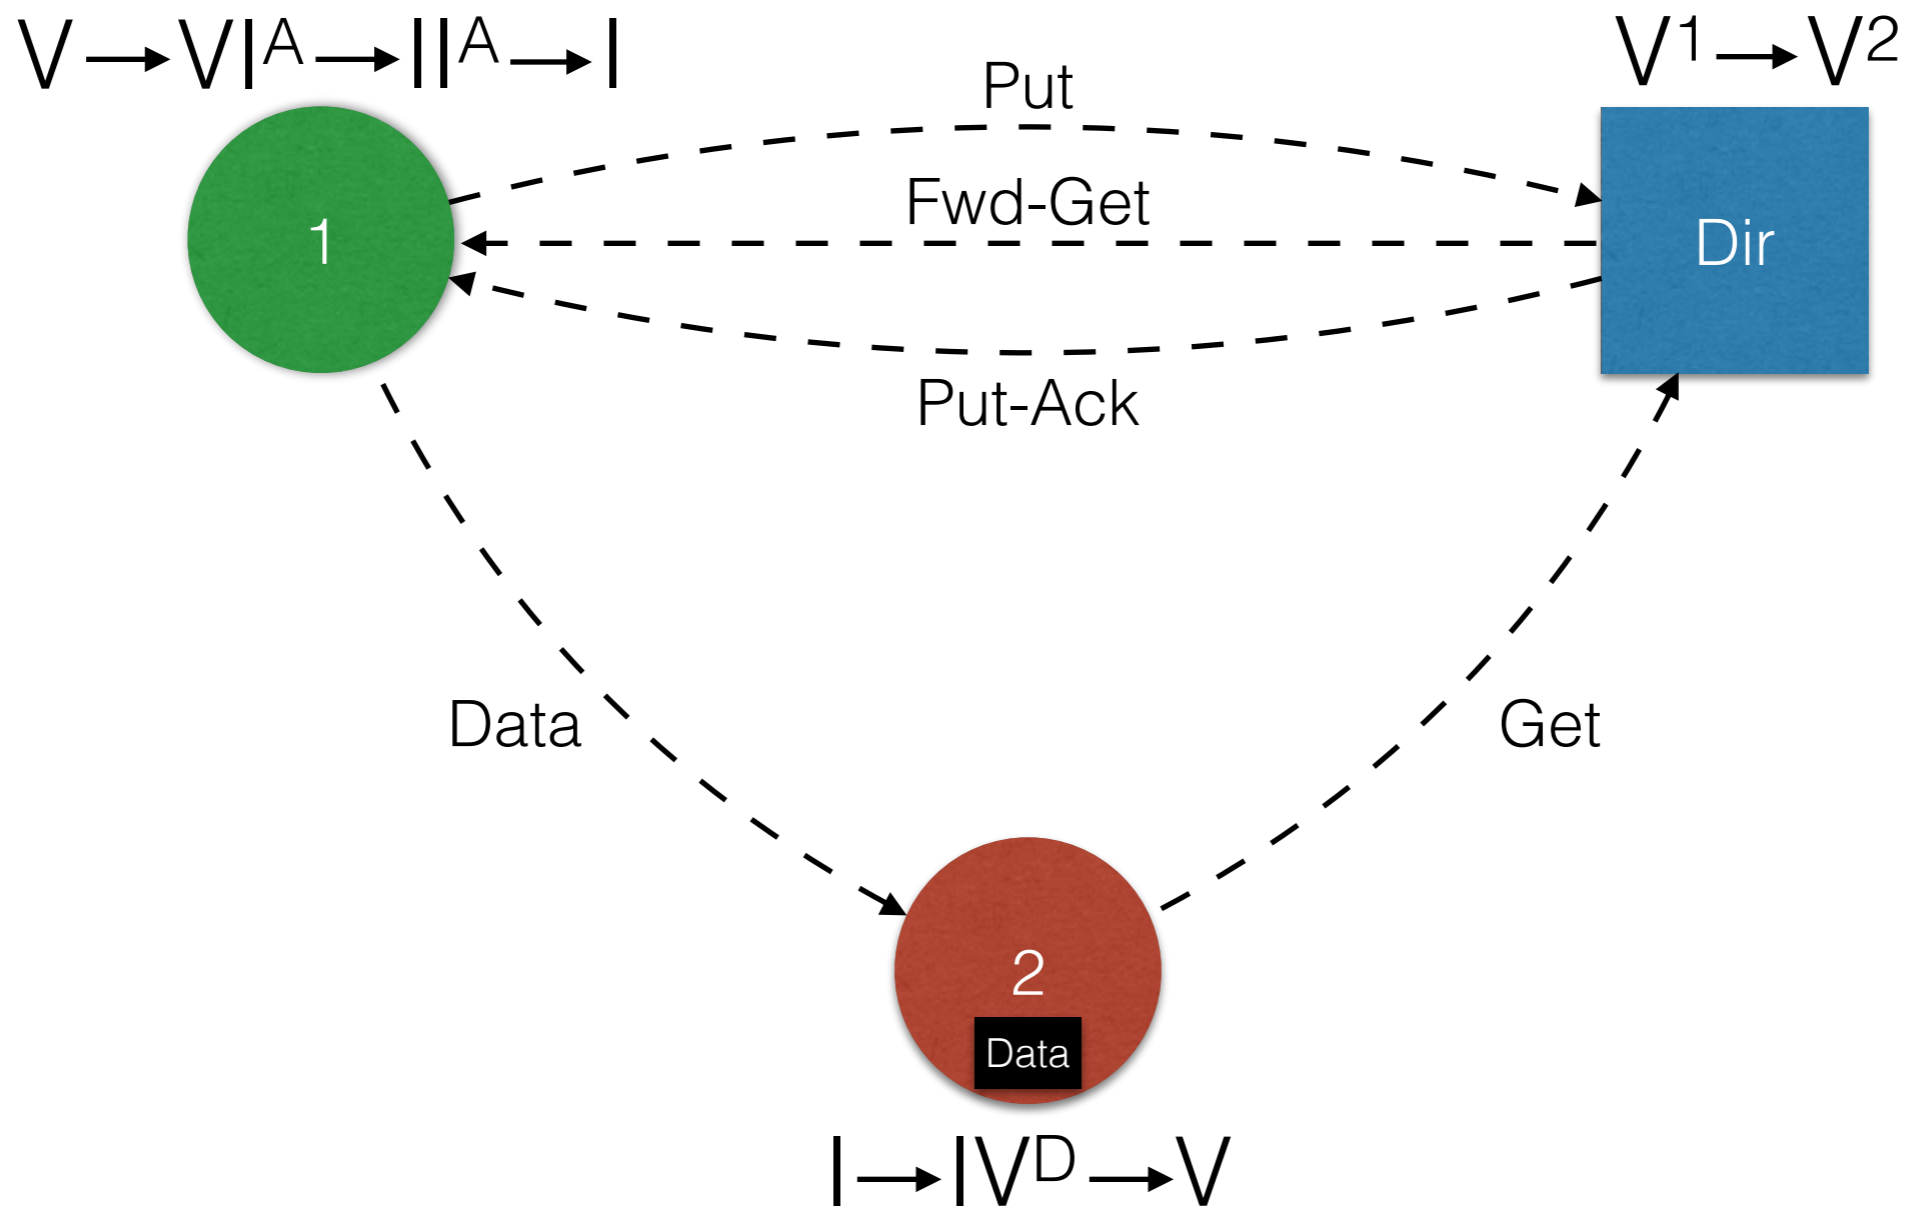 V→VI^A→II^A→I
V^1→V^2
Put
Fwd-Get
1
Dir
Put-Ack
Data
Get
2
Data
I→IV^D→V